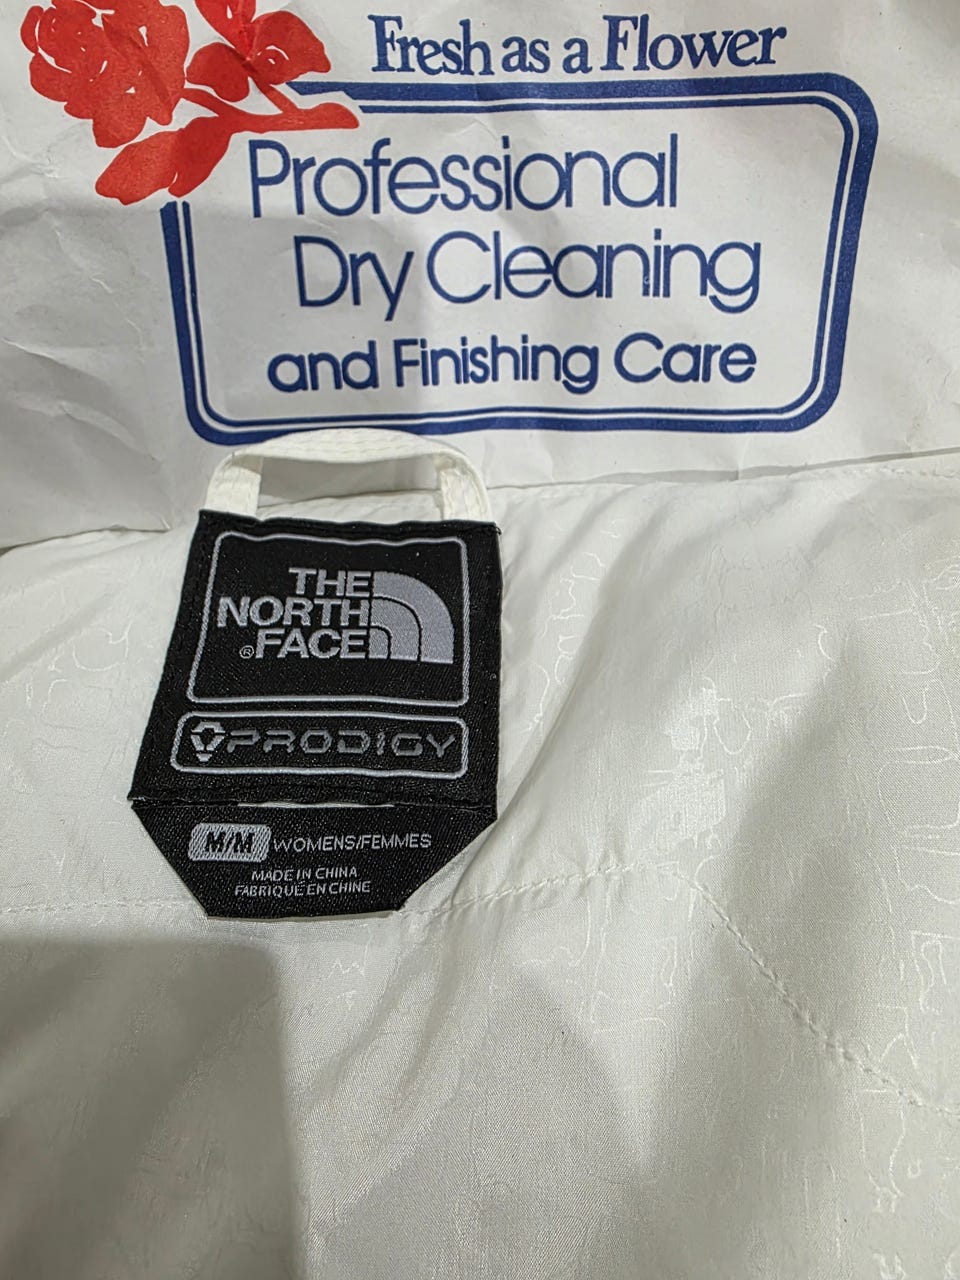 Fresh as a Flower
Professional
Dry Cleaning
and Finishing Care
THE
NORTH
®FACE
PRODIGY
M/M WOMENS/FEMMES
MADE IN CHINA
FABRIQUÉ EN CHINE